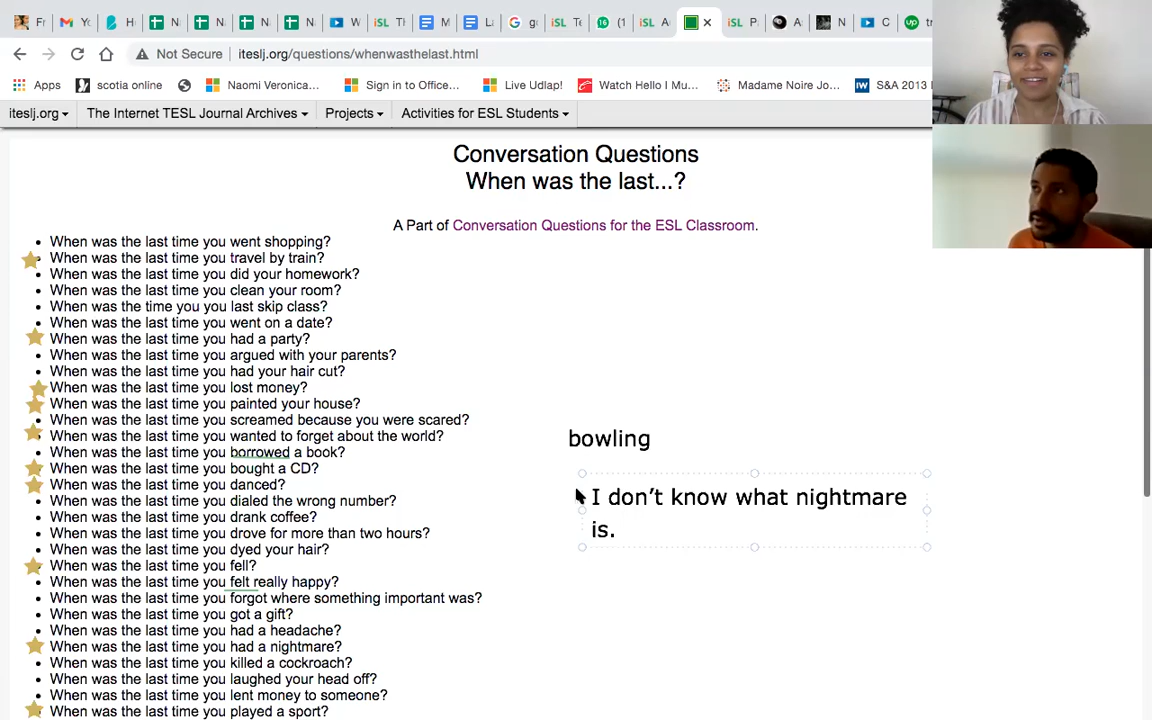 Fr
Yo
N
N
N
N
W
iSL Th
M
La
G g
iSL Te
16 (1
iSL A
iSL P
A
N
C
up tr
Not Secure
iteslj.org/questions/whenwasthelast.html
Apps
scotia online
Naomi Veronica...
Sign in to Office...
Live Udlap!
Watch Hello I Mu...
Madame Noire Jo...
IW S&A 2013 I
iteslj.org
The Internet TESL Journal Archives
Projects
Activities for ESL Students
Conversation Questions
When was the last...?
A Part of Conversation Questions for the ESL Classroom.
When was the last time you went shopping?
When was the last time you travel by train?
When was the last time you did your homework?
When was the last time you clean your room?
When was the time you you last skip class?
When was the last time you went on a date?
When was the last time you had a party?
When was the last time you argued with your parents?
When was the last time you had your hair cut?
When was the last time you lost money?
When was the last time you painted your house?
When was the last time you screamed because you were scared?
When was the last time you wanted to forget about the world?
When was the last time you borrowed a book?
When was the last time you bought a CD?
When was the last time you danced?
When was the last time you dialed the wrong number?
When was the last time you drank coffee?
When was the last time you drove for more than two hours?
When was the last time you dyed your hair?
When was the last time you fell?
When was the last time you felt really happy?
When was the last time you forgot where something important was?
When was the last time you got a gift?
When was the last time you had a headache?
When was the last time you had a nightmare?
When was the last time you killed a cockroach?
When was the last time you laughed your head off?
When was the last time you lent money to someone?
When was the last time you played a sport?
bowling
I don't know what nightmare
is.